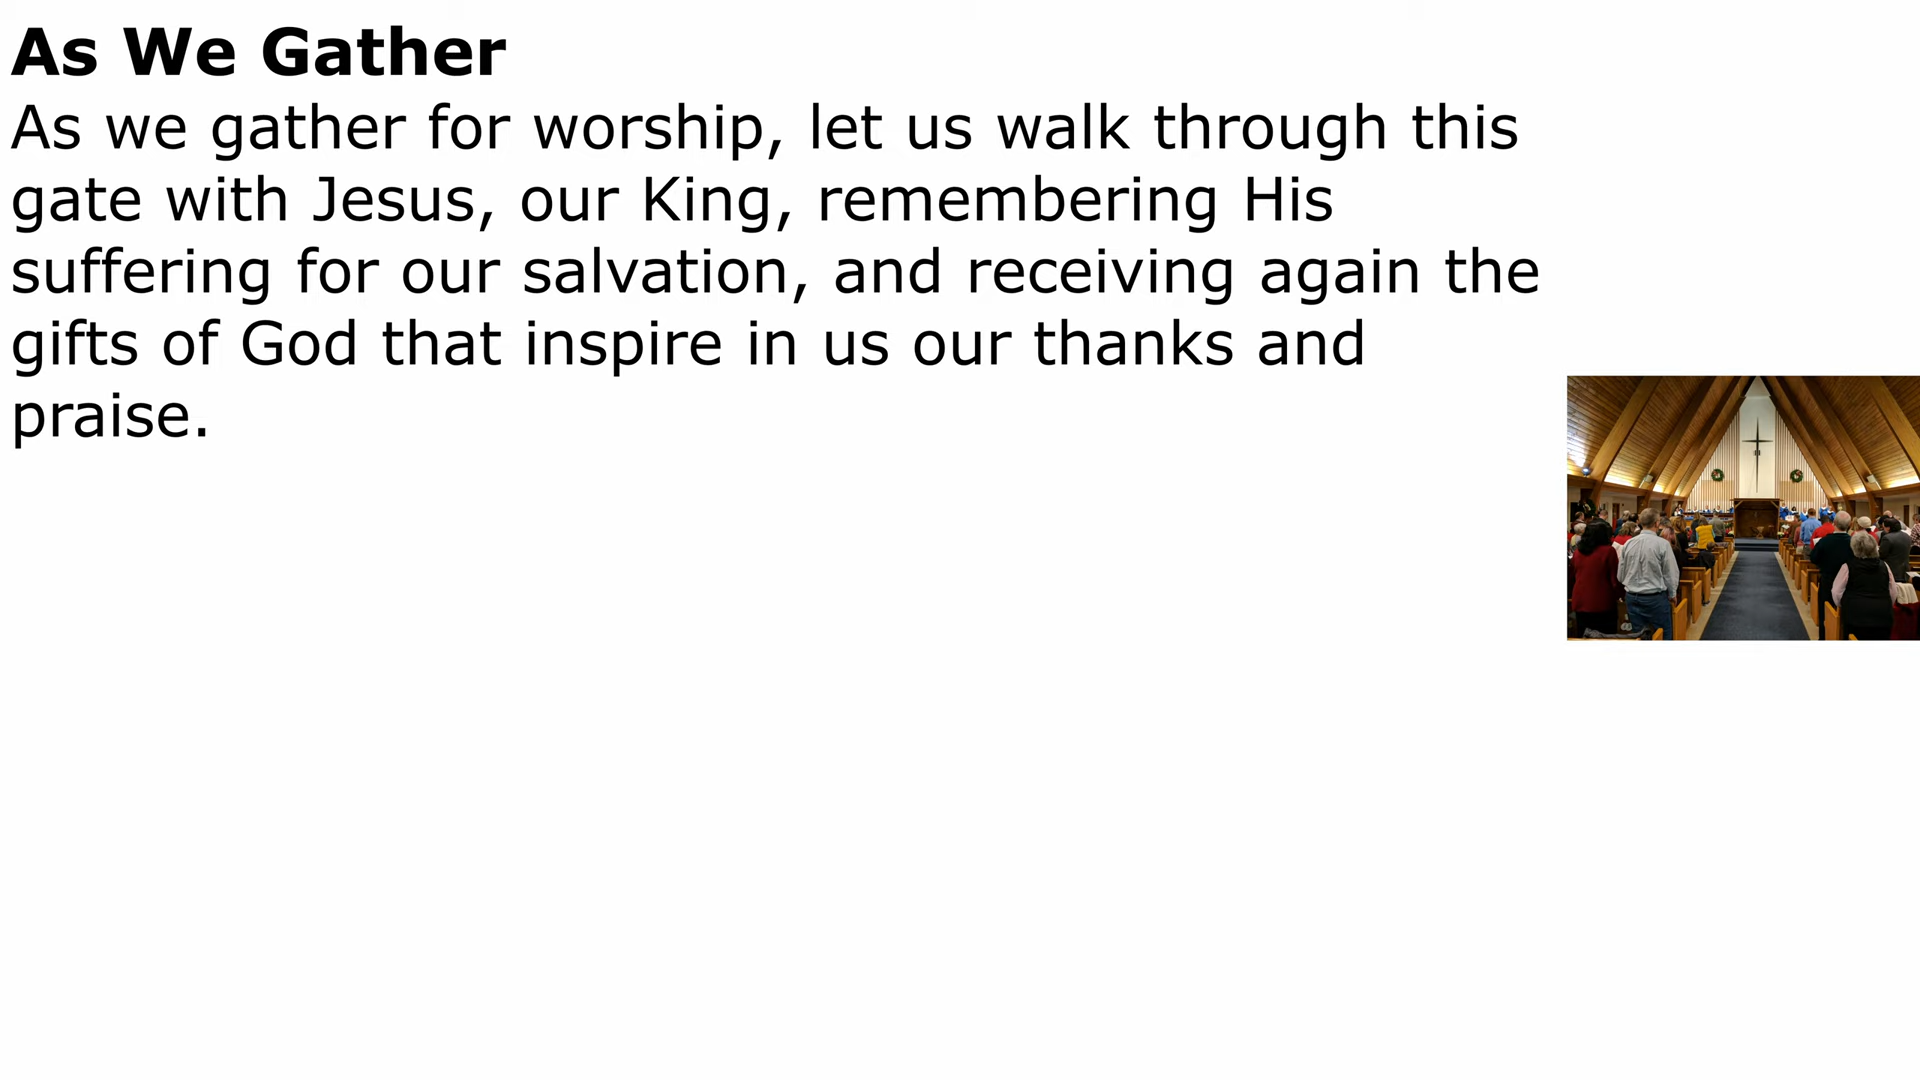 As We Gather
As we gather for worship, let us walk through this
gate with Jesus, our King, remembering His
suffering for our salvation, and receiving again the
gifts of God that inspire in us our thanks and
praise.